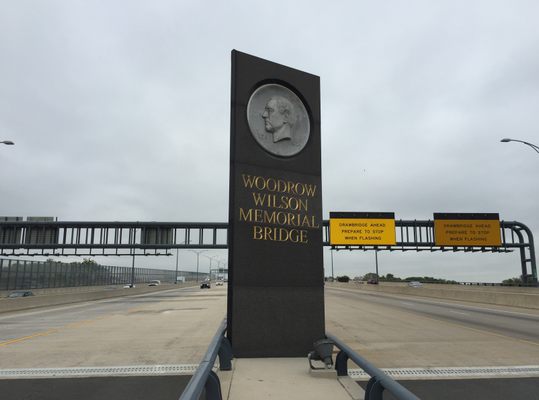 WOODROW
WILSON
MEMORIAL
BRIDGE
DRAWBRIDGE AHEAD
PREPARE TO STOP
WHEN FLASHING
DRAWBRIDGE AHEAD
PREPARE TO STOP
WHEN FLASHING